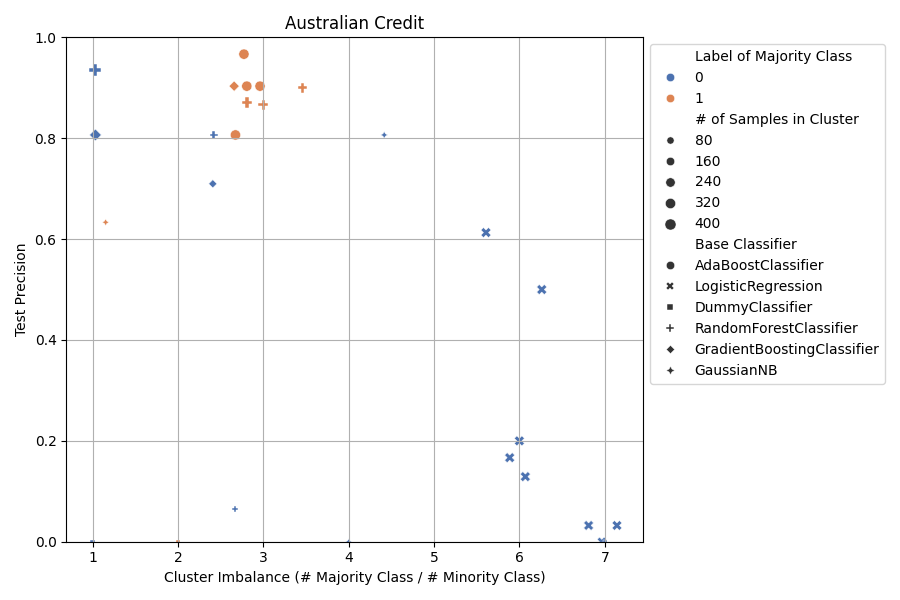 Australian Credit
Test Precision
1.0
0.8
0.6
0.4
0.2
0.0
1 2 3 4 5 6 7
Cluster Imbalance (# Majority Class / # Minority Class)
Label of Majority Class
0
1
# of Samples in Cluster
80
160
240
320
400
Base Classifier
AdaBoostClassifier
LogisticRegression
DummyClassifier
RandomForestClassifier
GradientBoostingClassifier
GaussianNB